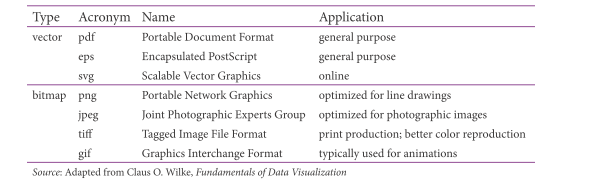 Type Acronym Name Application
vector pdf Portable Document Format general purpose
eps Encapsulated PostScript general purpose
svg Scalable Vector Graphics online
bitmap png Portable Network Graphics optimized for line drawings
jpeg Joint Photographic Experts Group optimized for photographic images
tiff Tagged Image File Format print production; better color reproduction
gif Graphics Interchange Format typically used for animations
Source: Adapted from Claus O. Wilke, Fundamentals of Data Visualization